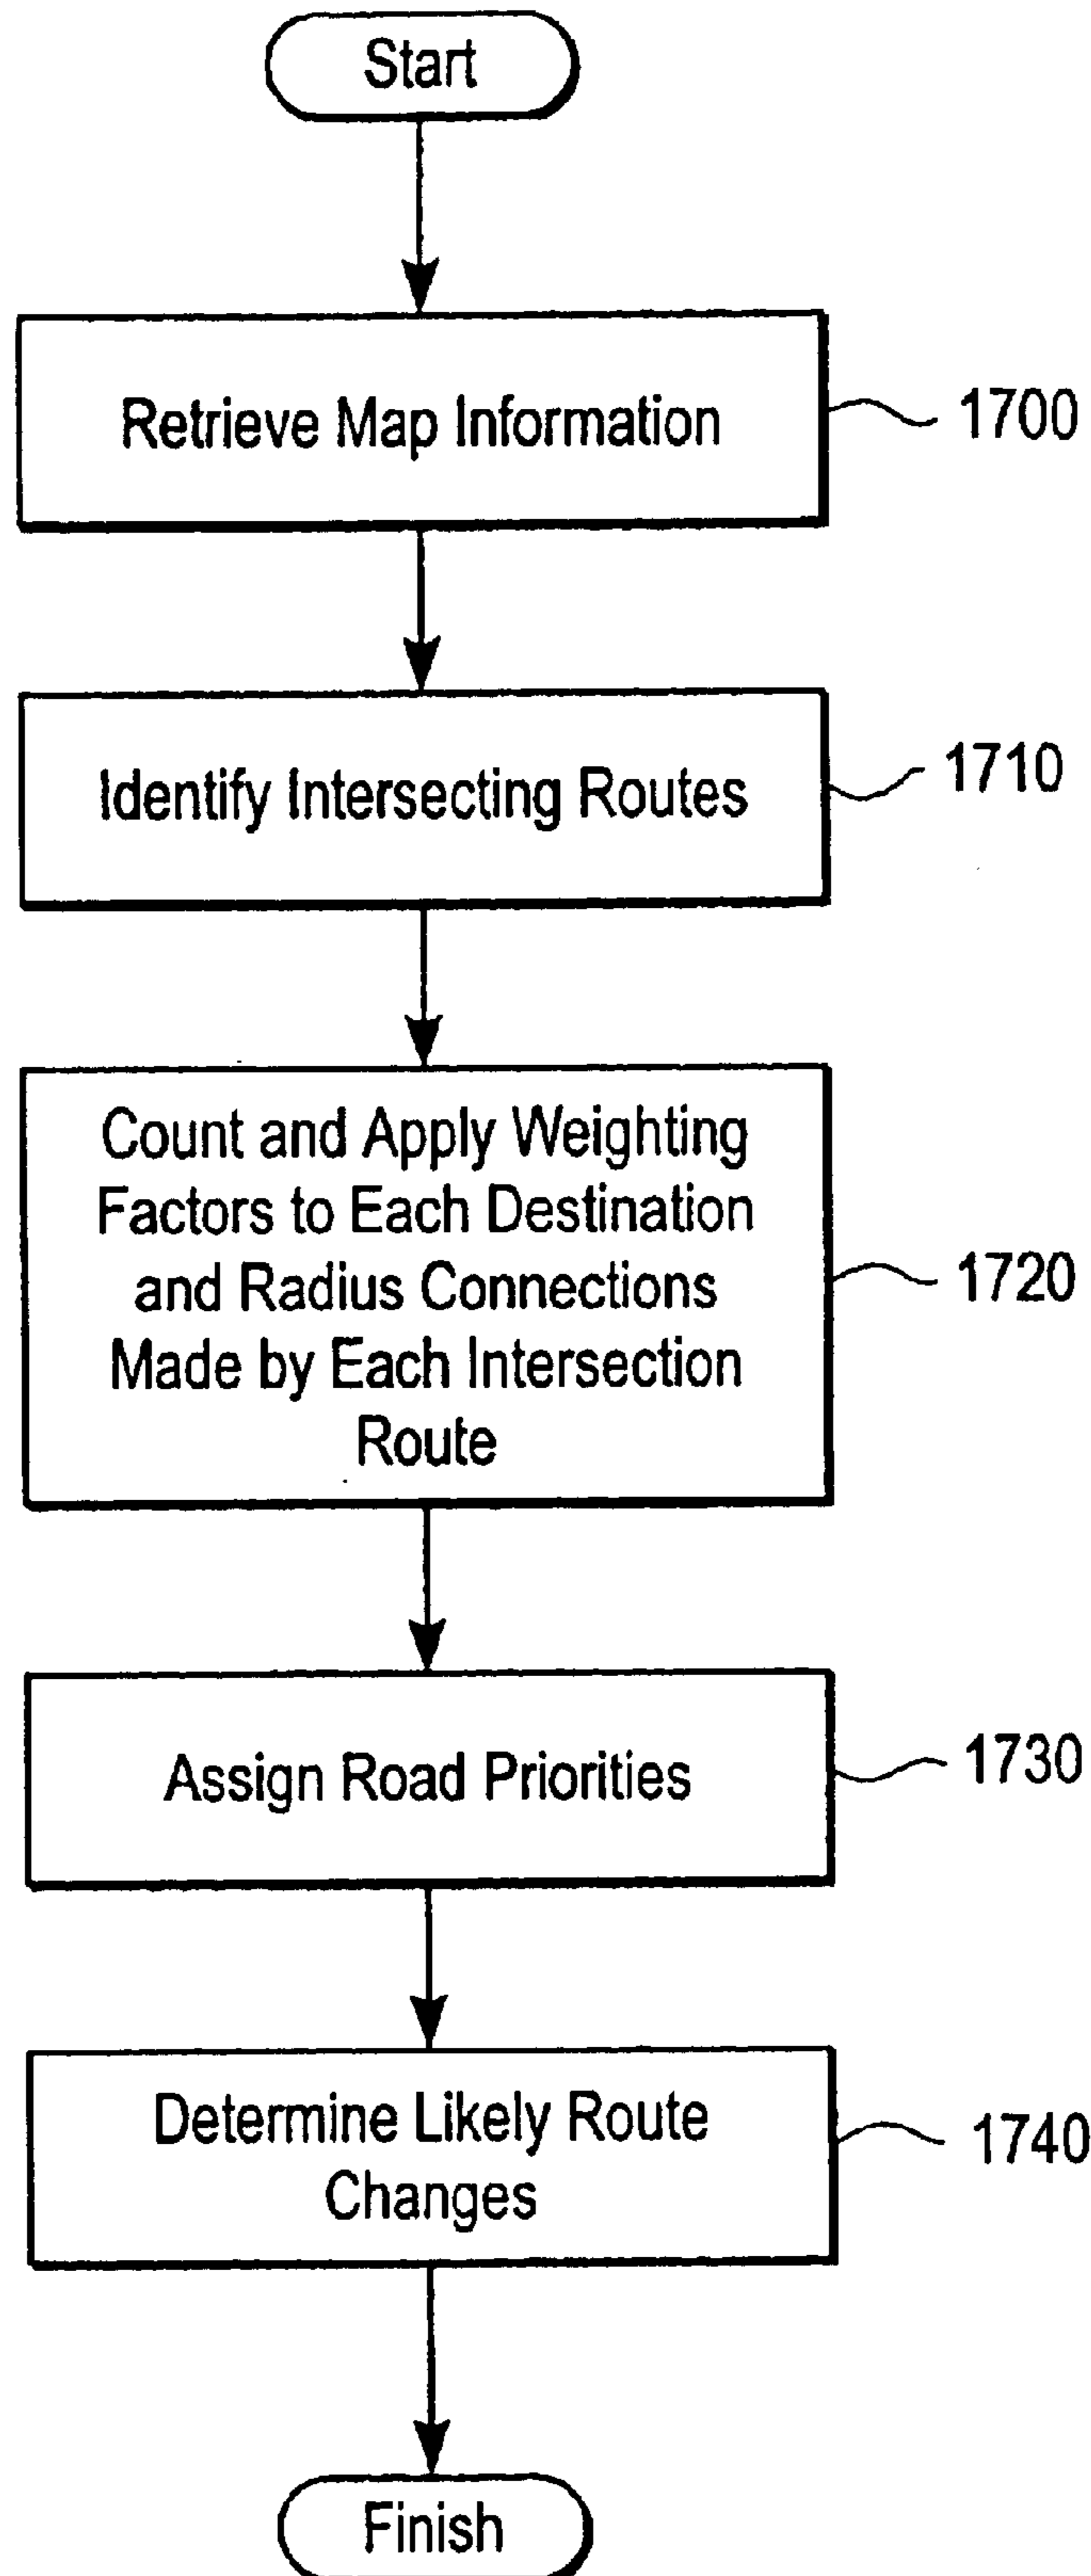 Start
Retrieve Map Information
1700
Identify Intersecting Routes
1710
Count and Apply Weighting
Factors to Each Destination
and Radius Connections
Made by Each Intersection
Route
1720
Assign Road Priorities
1730
Determine Likely Route
Changes
1740
Finish